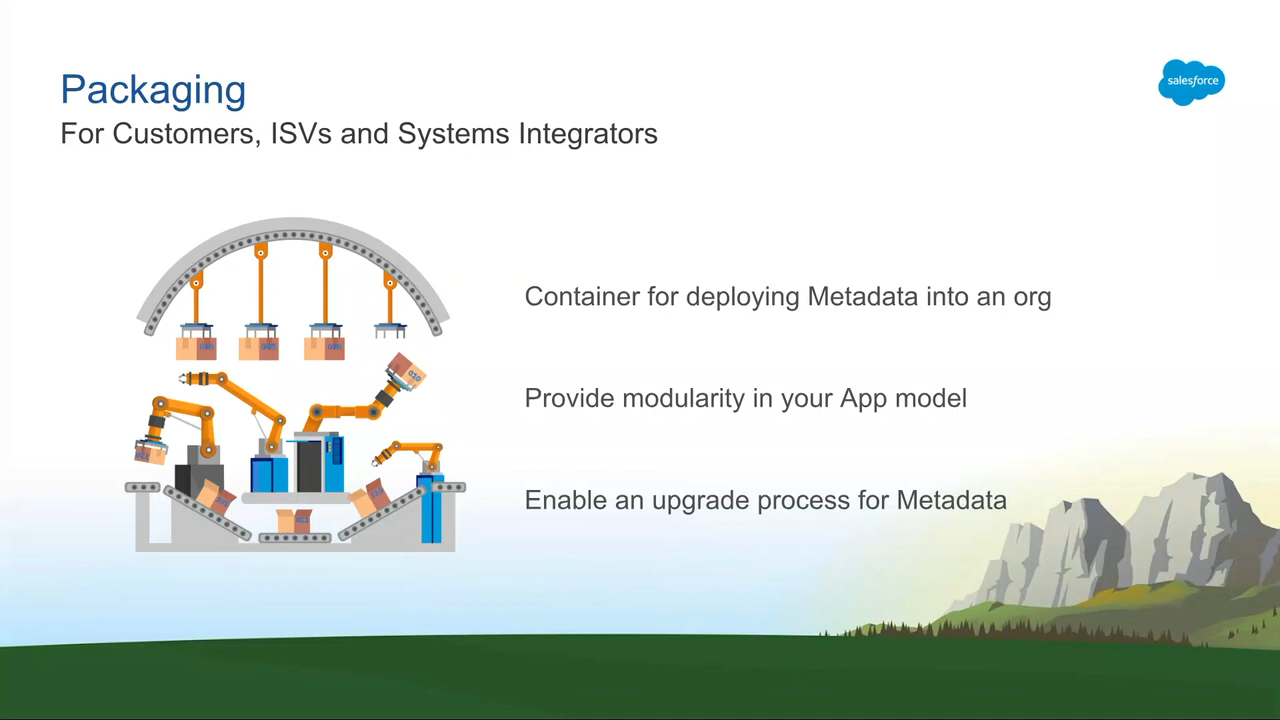 Packaging
For Customers, ISVs and Systems Integrators
salesforce
Container for deploying Metadata into an org
Provide modularity in your App model
Enable an upgrade process for Metadata